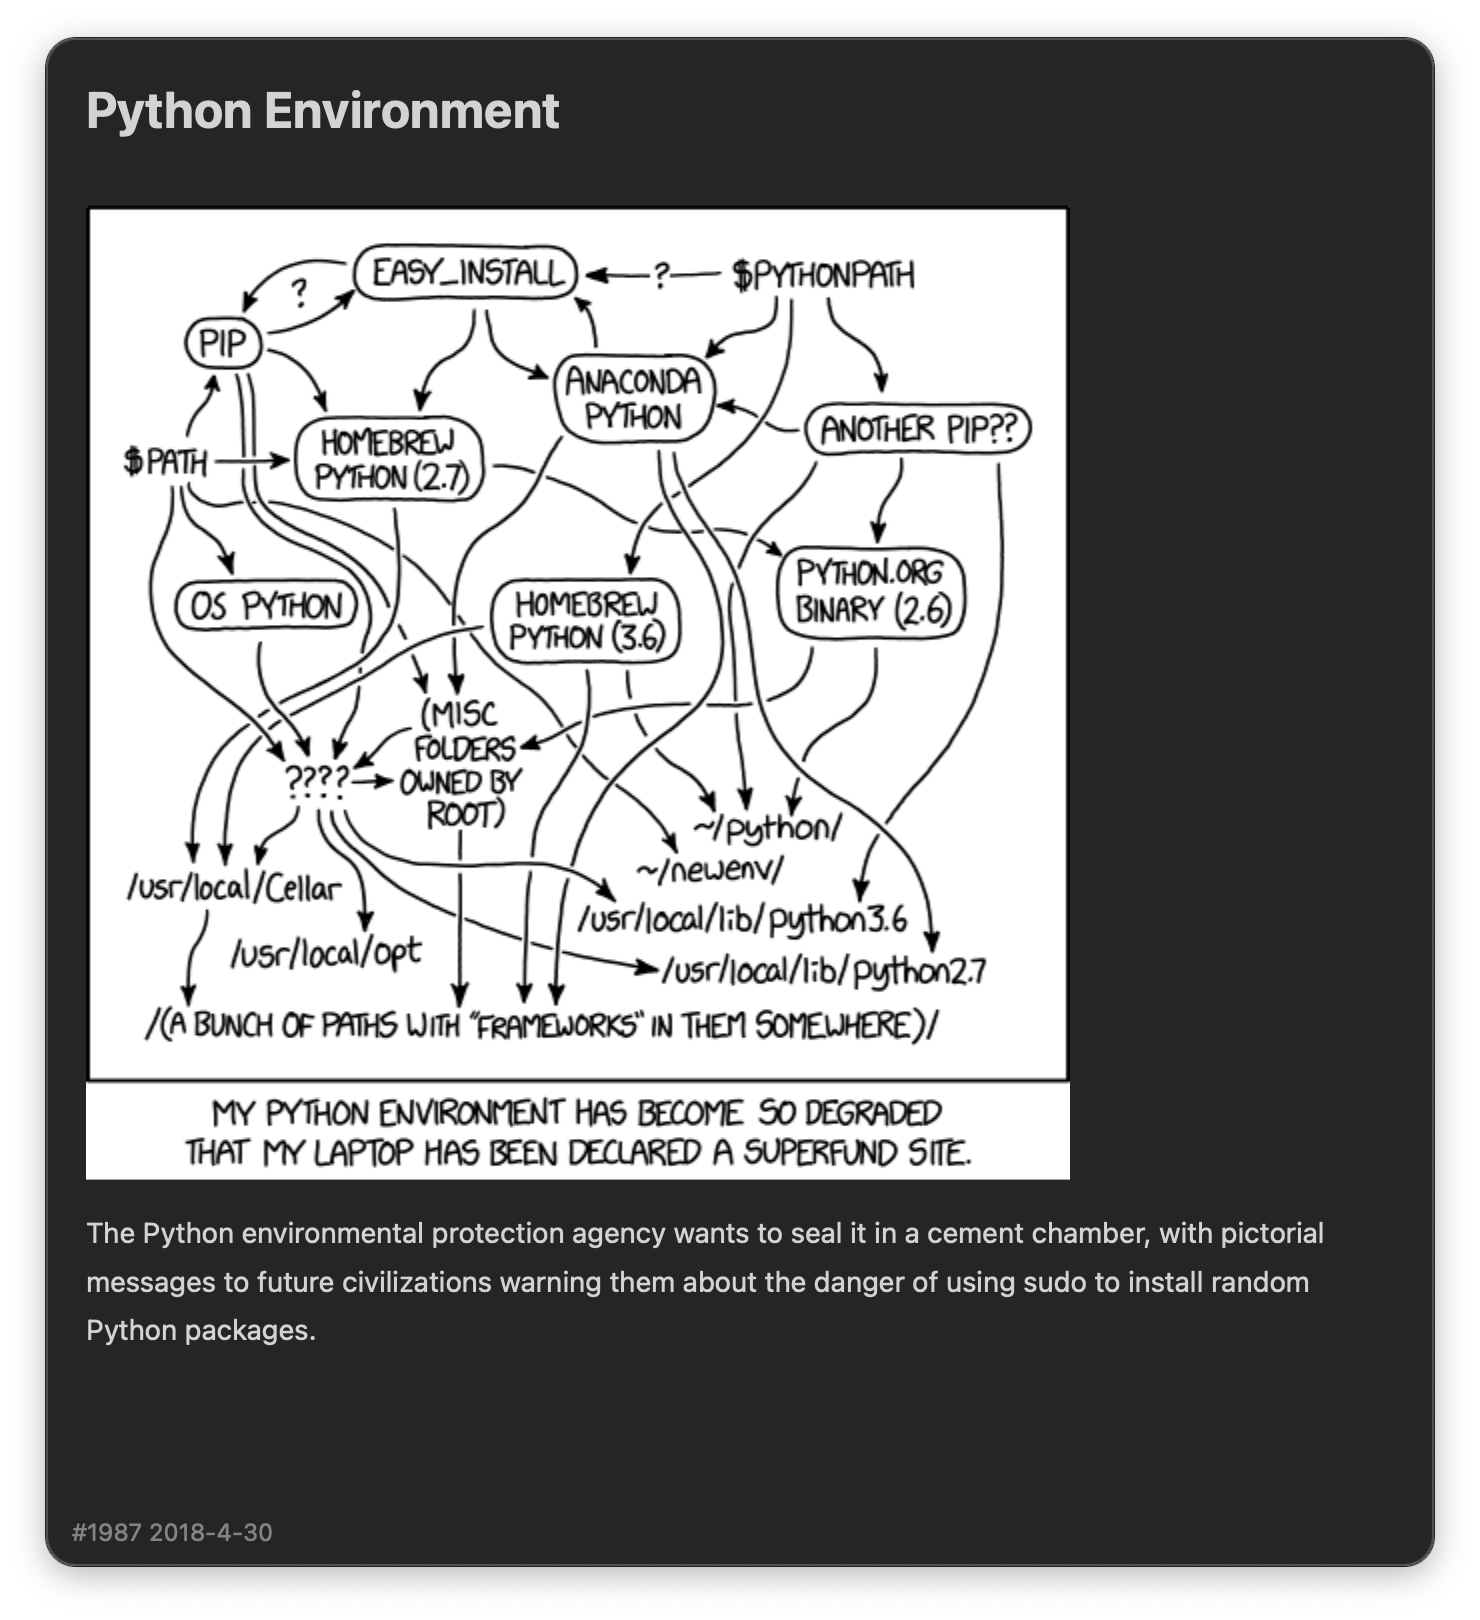 Python Environment
EASY_INSTALL
?
$PYTHONPATH
?
PIP
ANACONDA
PYTHON
ANOTHER PIP??
$PATH
HOMEBREW
PYTHON (2.7)
OS PYTHON
HOMEBREW
PYTHON (3.6)
PYTHON.ORG
BINARY (2.6)
(MISC
FOLDERS
OWNED BY
ROOT)
????
~/python/
~/newenv/
/usr/local/Cellar
/usr/local/lib/python3.6
/usr/local/opt
/usr/local/lib/python2.7
/(A BUNCH OF PATHS WITH "FRAMEWORKS" IN THEM SOMEWHERE)/
MY PYTHON ENVIRONMENT HAS BECOME SO DEGRADED
THAT MY LAPTOP HAS BEEN DECLARED A SUPERFUND SITE.
The Python environmental protection agency wants to seal it in a cement chamber, with pictorial
messages to future civilizations warning them about the danger of using sudo to install random
Python packages.
#1987 2018-4-30